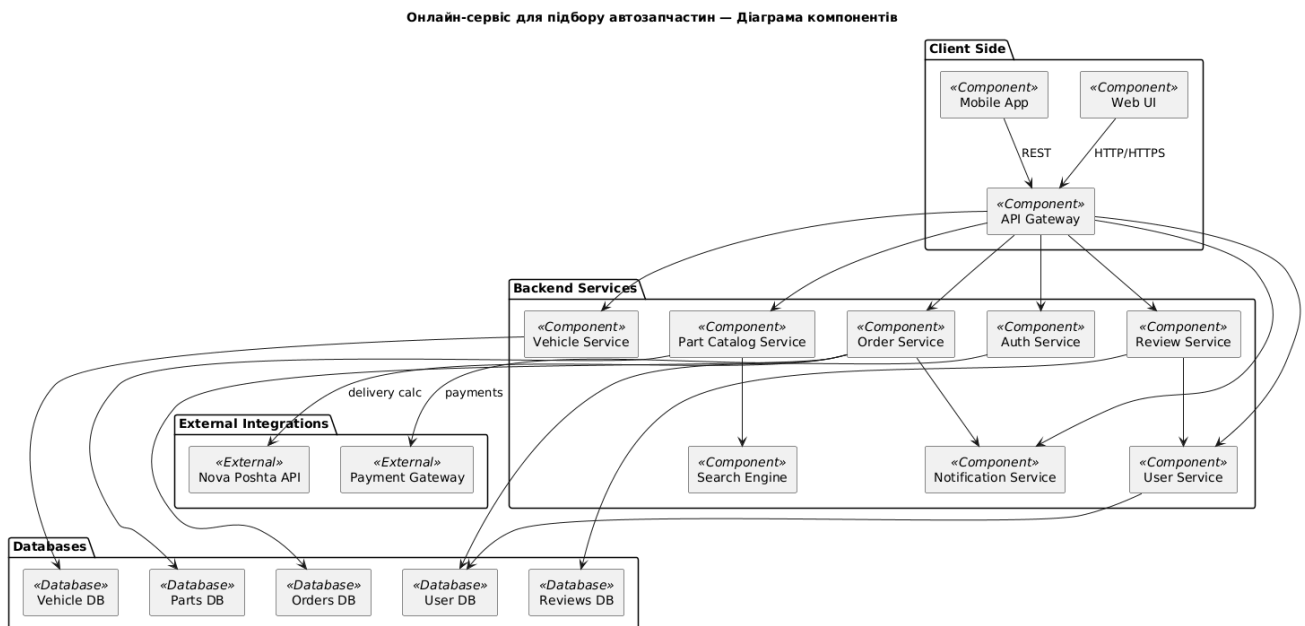 Онлайн-сервіс для підбору автозапчастин — Діаграма компонентів
Client Side
«Component»
Mobile App
«Component»
Web UI
REST
HTTP/HTTPS
«Component»
API Gateway
Backend Services
«Component»
Vehicle Service
«Component»
Part Catalog Service
«Component»
Order Service
«Component»
Auth Service
«Component»
Review Service
delivery calc
payments
External Integrations
«External»
Nova Poshta API
«External»
Payment Gateway
«Component»
Search Engine
«Component»
Notification Service
«Component»
User Service
Databases
«Database»
Vehicle DB
«Database»
Parts DB
«Database»
Orders DB
«Database»
User DB
«Database»
Reviews DB